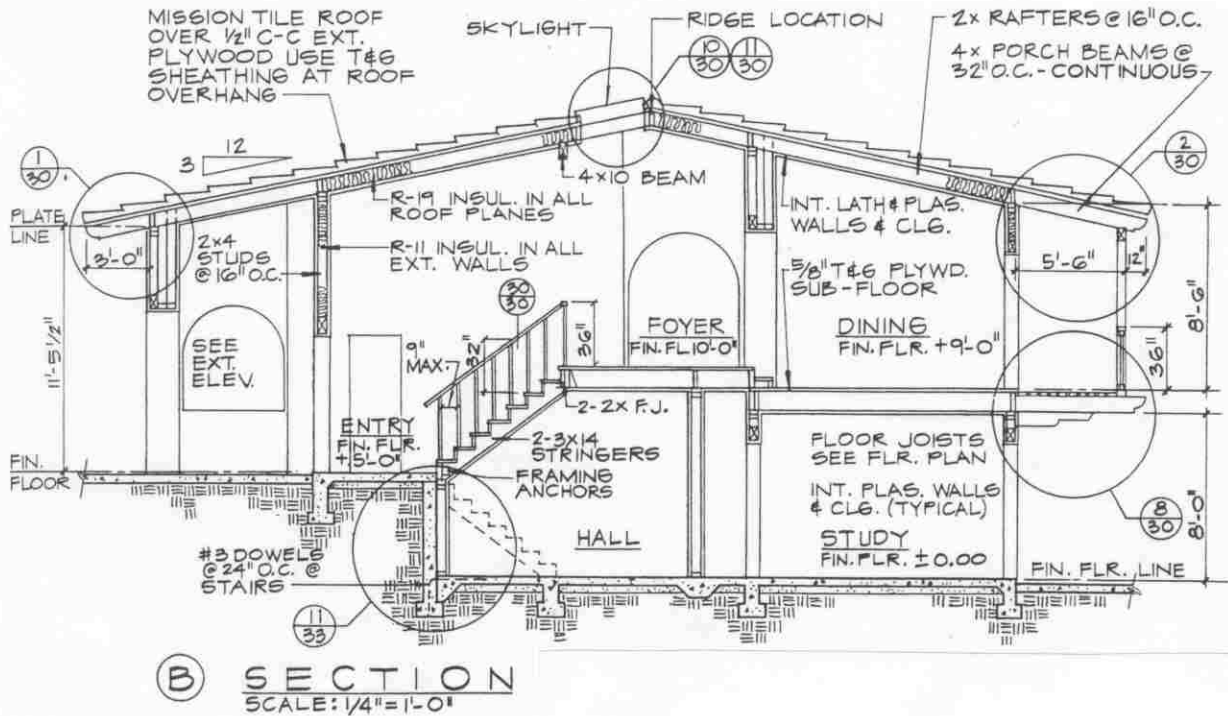 MISSION TILE ROOF
OVER 1/2" C-C EXT.
PLYWOOD USE T&G
SHEATHING AT ROOF
OVERHANG
SKYLIGHT
RIDGE LOCATION
10
30
11
30
2x RAFTERS @ 16" O.C.
4x PORCH BEAMS @
32" O.C. - CONTINUOUS
1
30
12
3
2
30
PLATE
LINE
4x10 BEAM
R-19 INSUL. IN ALL
ROOF PLANES
INT. LATH & PLAS.
WALLS & CLG.
3'-0"
2x4
STUDS
@ 16" O.C.
R-11 INSUL. IN ALL
EXT. WALLS
5/8" T&G PLYWD.
SUB-FLOOR
5'-6"
12"
30
30
11'-5 1/2"
SEE
EXT.
ELEV.
9"
MAX.
32"
36"
FOYER
FIN. FL 10'-0"
DINING
FIN. FLR. +9'-0"
36"
8'-6"
ENTRY
FIN. FLR.
+5'-0"
2-2x F.J.
2-3x14
STRINGERS
FRAMING
ANCHORS
FLOOR JOISTS
SEE FLR. PLAN
INT. PLAS. WALLS
& CLG. (TYPICAL)
FIN.
FLOOR
8
30
8'-0"
#3 DOWELS
@ 24" O.C. @
STAIRS
HALL
STUDY
FIN. FLR. ±0.00
FIN. FLR. LINE
11
33
B SECTION
SCALE: 1/4" = 1'-0"